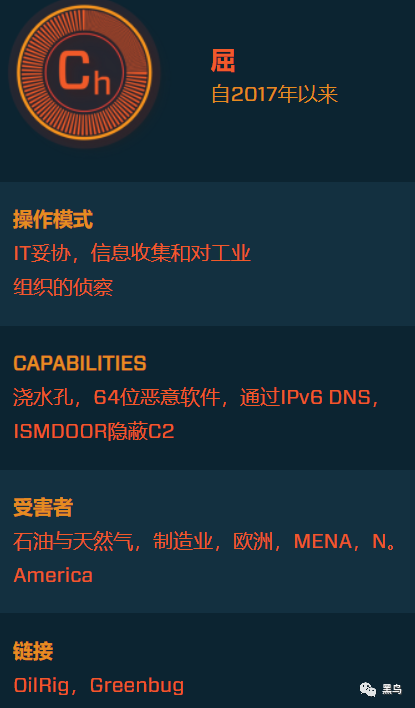 Ch
屈
自2017年以来
操作模式
IT妥协，信息收集和对工业
组织的侦察
CAPABILITIES
浇水孔，64位恶意软件，通过IPv6 DNS，
ISMDOOR隐蔽C2
受害者
石油与天然气，制造业，欧洲，MENA，N。
America
链接
OilRig，Greenbug
黑鸟